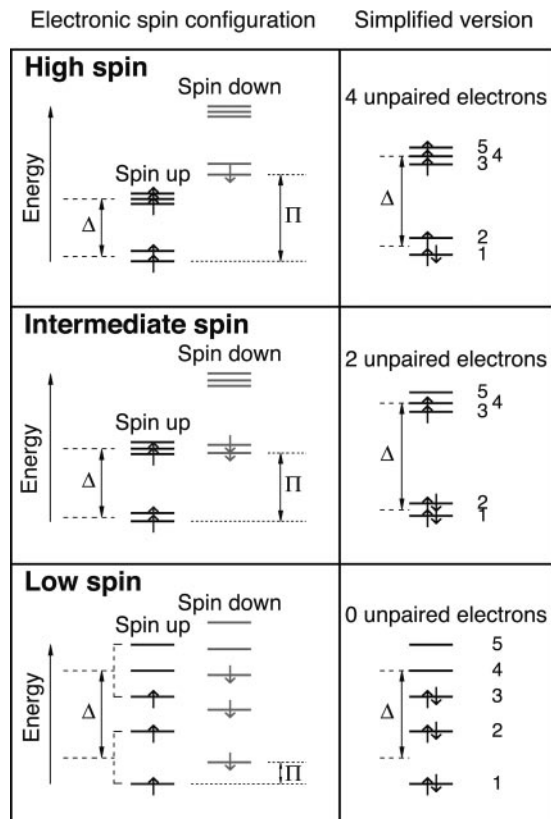 Electronic spin configuration
Simplified version
High spin
Spin down
Spin up
Energy
Δ
Π
4 unpaired electrons
5
4
3
Δ
2
1
Intermediate spin
Spin down
Spin up
Energy
Δ
Π
2 unpaired electrons
5
4
3
Δ
2
1
Low spin
Spin down
Spin up
Energy
Δ
Π
0 unpaired electrons
5
4
3
Δ
2
1